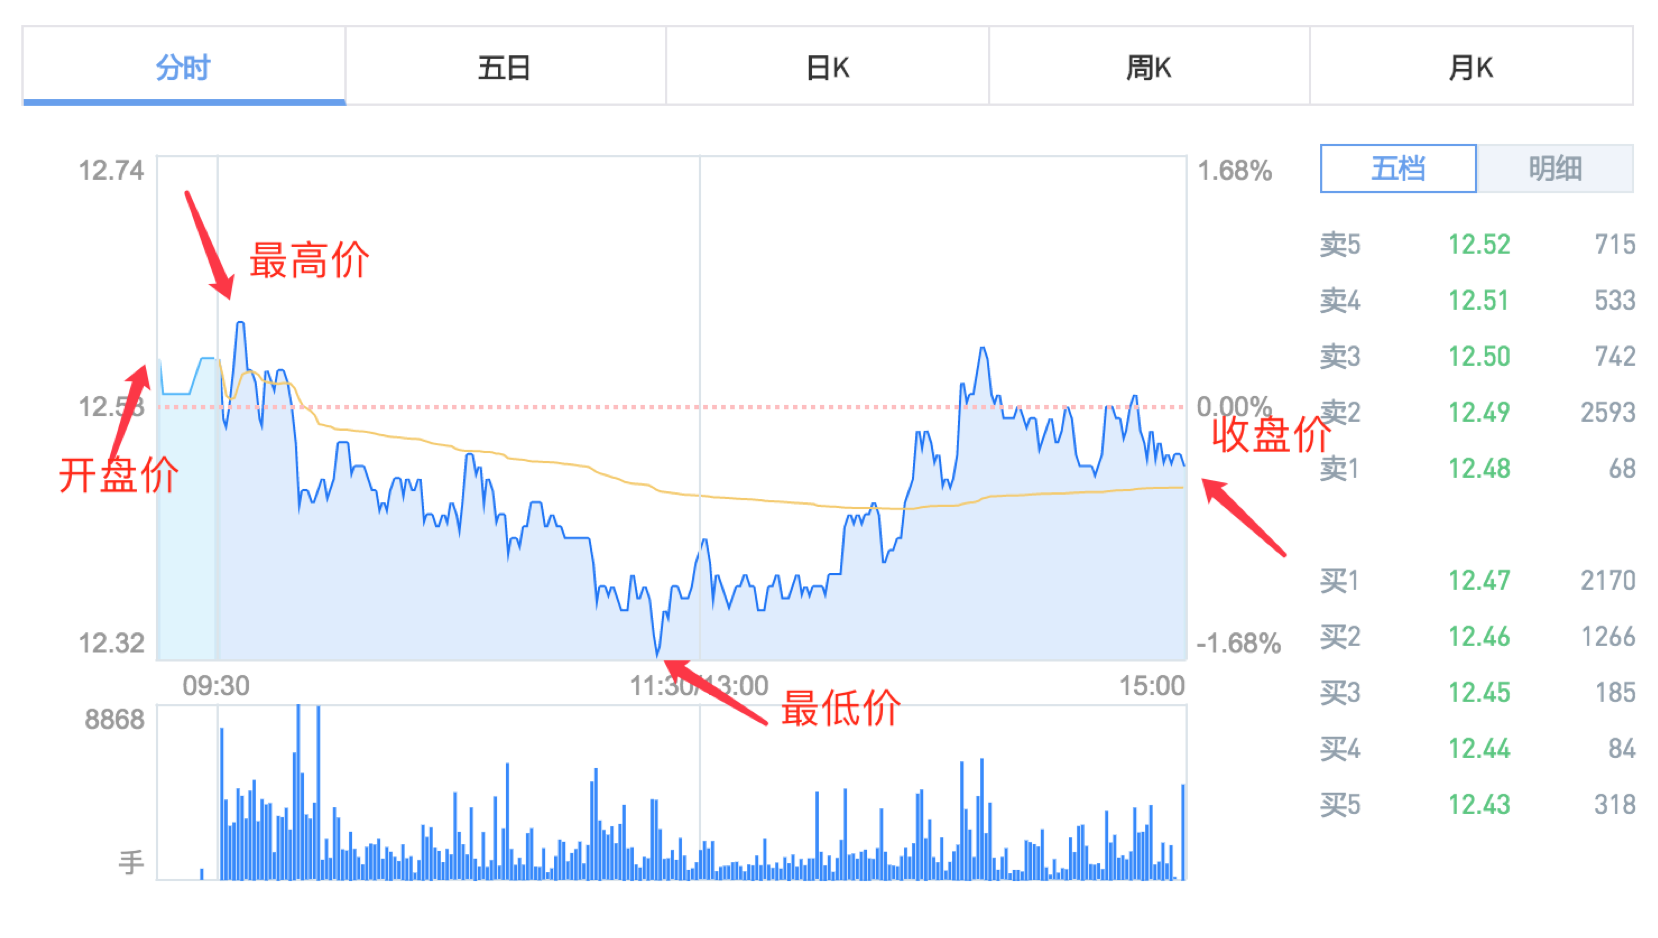 分时 五日 日K 周K 月K
五档 明细
12.74 1.68%
最高价
12.53 0.00%
开盘价
收盘价
12.32 -1.68%
09:30 11:30/13:00 15:00
最低价
8868
手
卖5 12.52 715
卖4 12.51 533
卖3 12.50 742
卖2 12.49 2593
卖1 12.48 68
买1 12.47 2170
买2 12.46 1266
买3 12.45 185
买4 12.44 84
买5 12.43 318